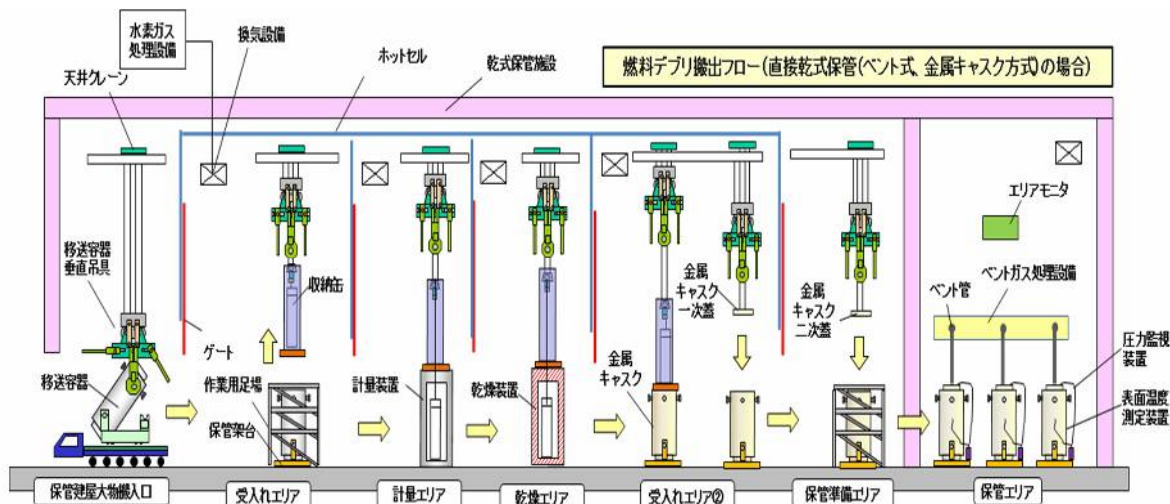 水素ガス
処理設備
換気設備
天井クレーン
ホットセル
乾式保管施設
燃料デブリ搬出フロー(直接乾式保管(ベント式、金属キャスク方式)の場合)
エリアモニタ
移送容器
垂直吊具
収納缶
金属
キャスク
一次蓋
金属
キャスク
二次蓋
ベント管
ベントガス処理設備
圧力監視
装置
ゲート
移送容器
作業用足場
計量装置
乾燥装置
金属
キャスク
表面温度
測定装置
保管架台
保管建屋大物搬入口
受入れエリア
計量エリア
乾燥エリア
受入れエリア②
保管準備エリア
保管エリア